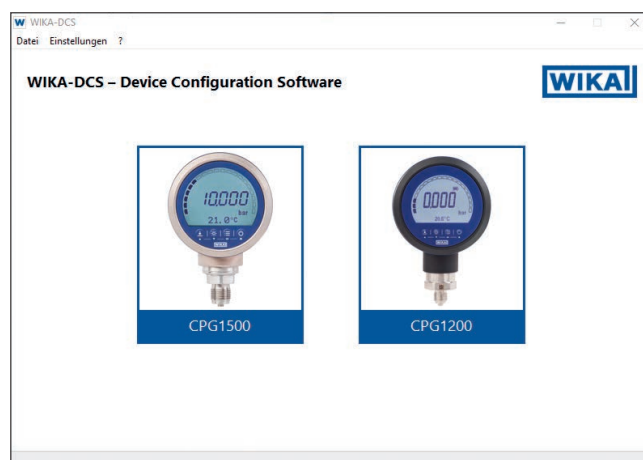 W WIKA-DCS
Datei Einstellungen ?
WIKA-DCS – Device Configuration Software
WIKA
10.000
bar
21.0°C
WIKA
0.000
bar
CPG1500
CPG1200